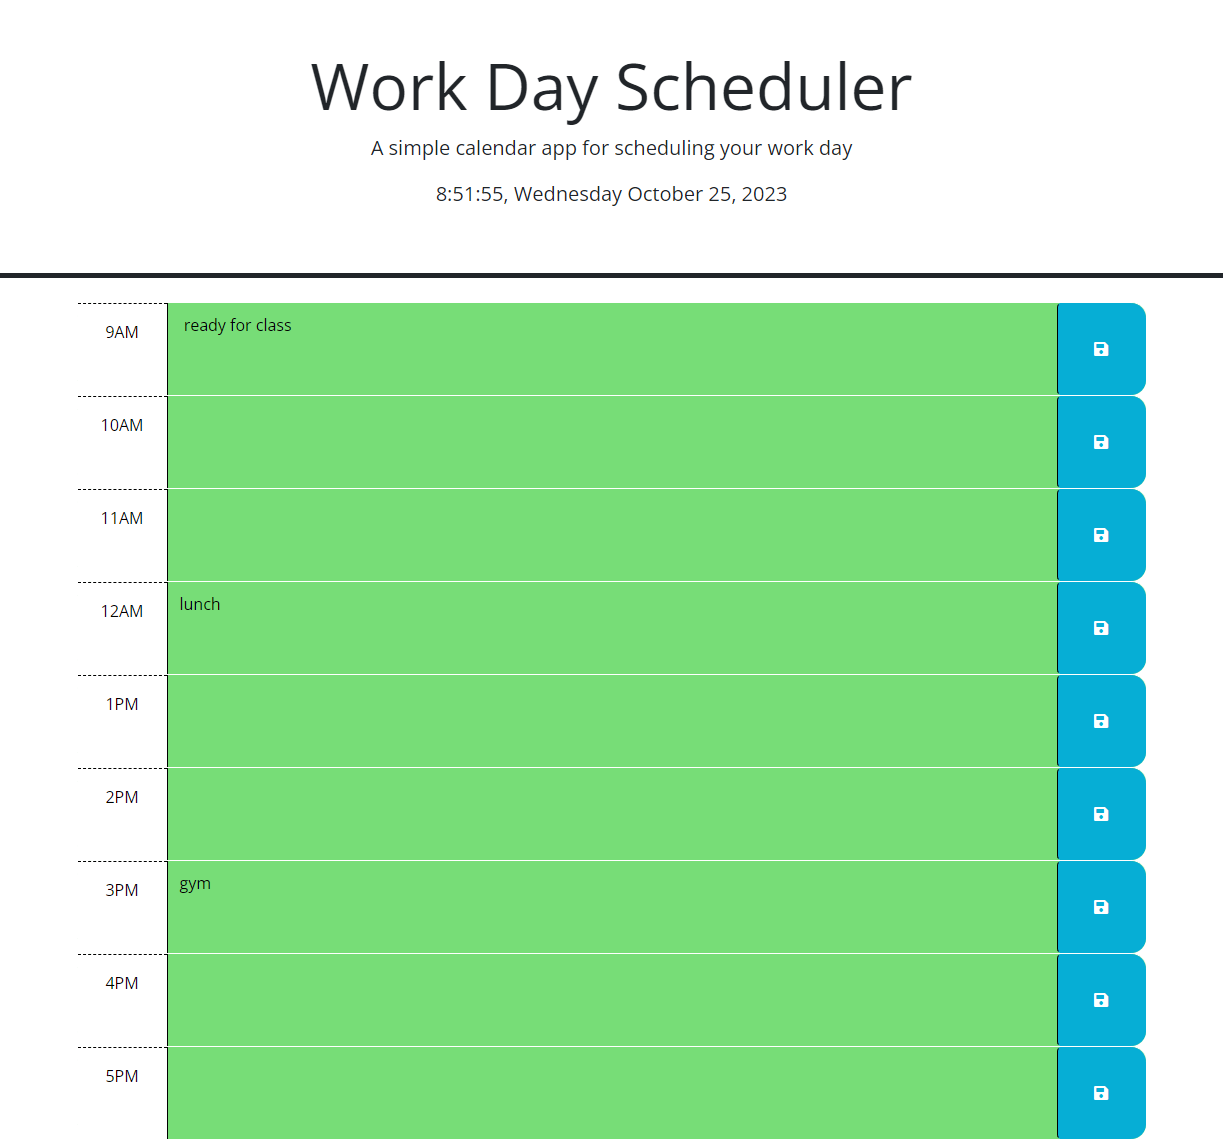 Work Day Scheduler
A simple calendar app for scheduling your work day
8:51:55, Wednesday October 25, 2023
9AM
ready for class
10AM
11AM
12AM
lunch
1PM
2PM
3PM
gym
4PM
5PM